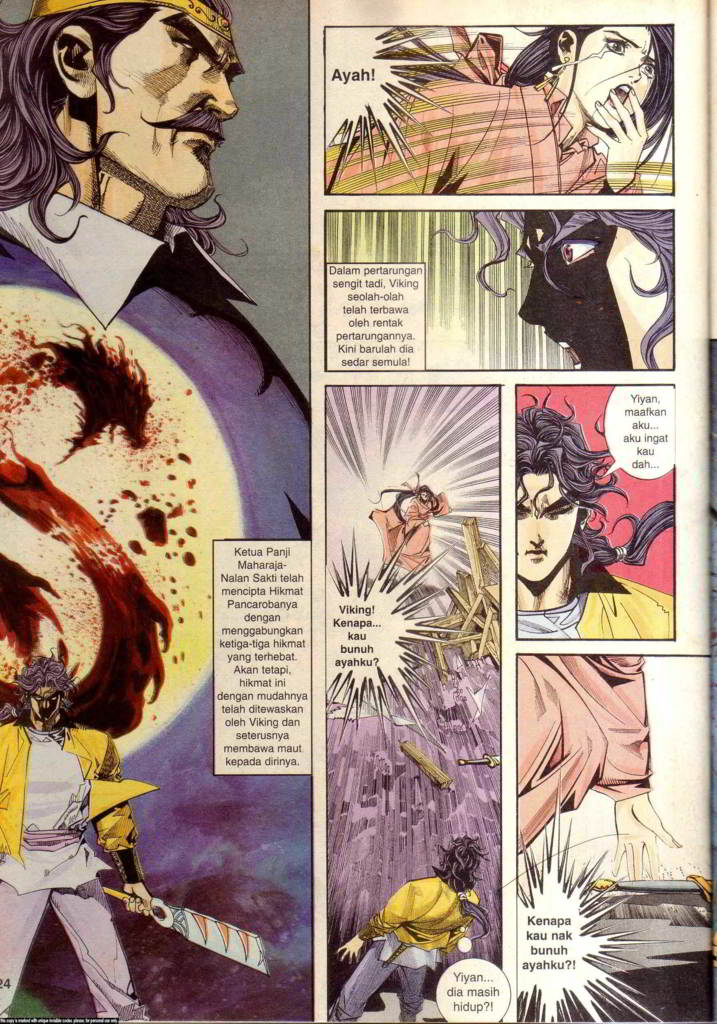 Ketua Panji
Maharaja-
Nalan Sakti telah
mencipta Hikmat
Pancarobanya
dengan
menggabungkan
ketiga-tiga hikmat
yang terhebat.
Akan tetapi,
hikmat ini
dengan mudahnya
telah ditewaskan
oleh Viking dan
seterusnya
membawa maut
kepada dirinya.
Ayah!
Dalam pertarungan
sengit tadi, Viking
seolah-olah
telah terbawa
oleh rentak
pertarungannya.
Kini barulah dia
sedar semula!
Viking!
Kenapa...
kau
bunuh
ayahku?
Yiyan...
dia masih
hidup?!
Yiyan,
maafkan
aku...
aku ingat
kau
dah...
Kenapa
kau nak
bunuh
ayahku?!
24